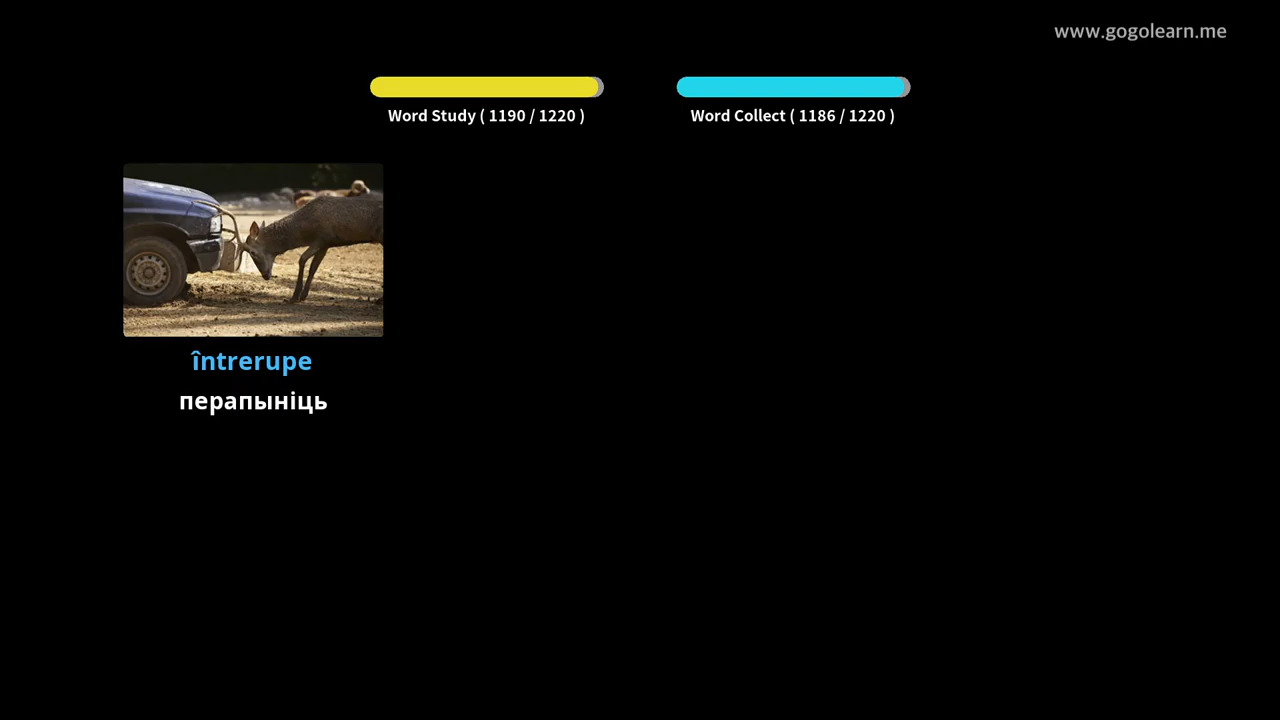 www.gogolearn.me
Word Study ( 1190 / 1220 )
Word Collect ( 1186 / 1220 )
întrerupe
перапыніць